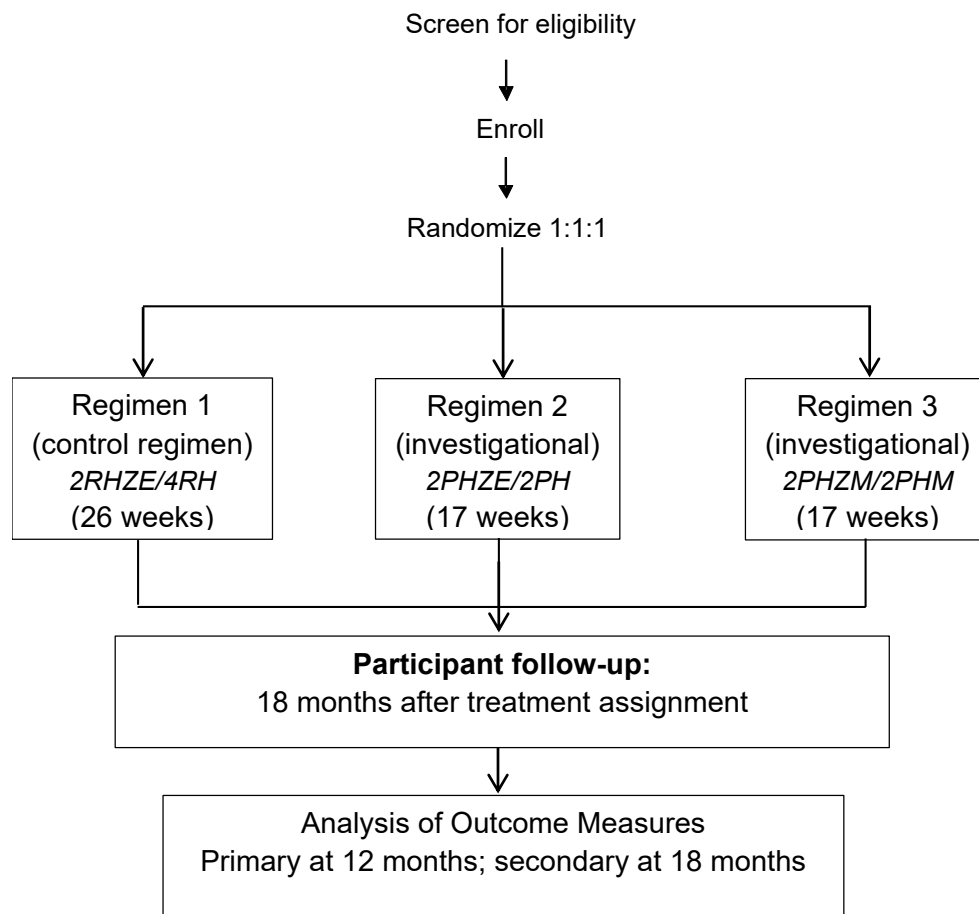 Screen for eligibility
Enroll
Randomize 1:1:1
Regimen 1
(control regimen)
2RHZE/4RH
(26 weeks)
Regimen 2
(investigational)
2PHZE/2PH
(17 weeks)
Regimen 3
(investigational)
2PHZM/2PHM
(17 weeks)
Participant follow-up:
18 months after treatment assignment
Analysis of Outcome Measures
Primary at 12 months; secondary at 18 months